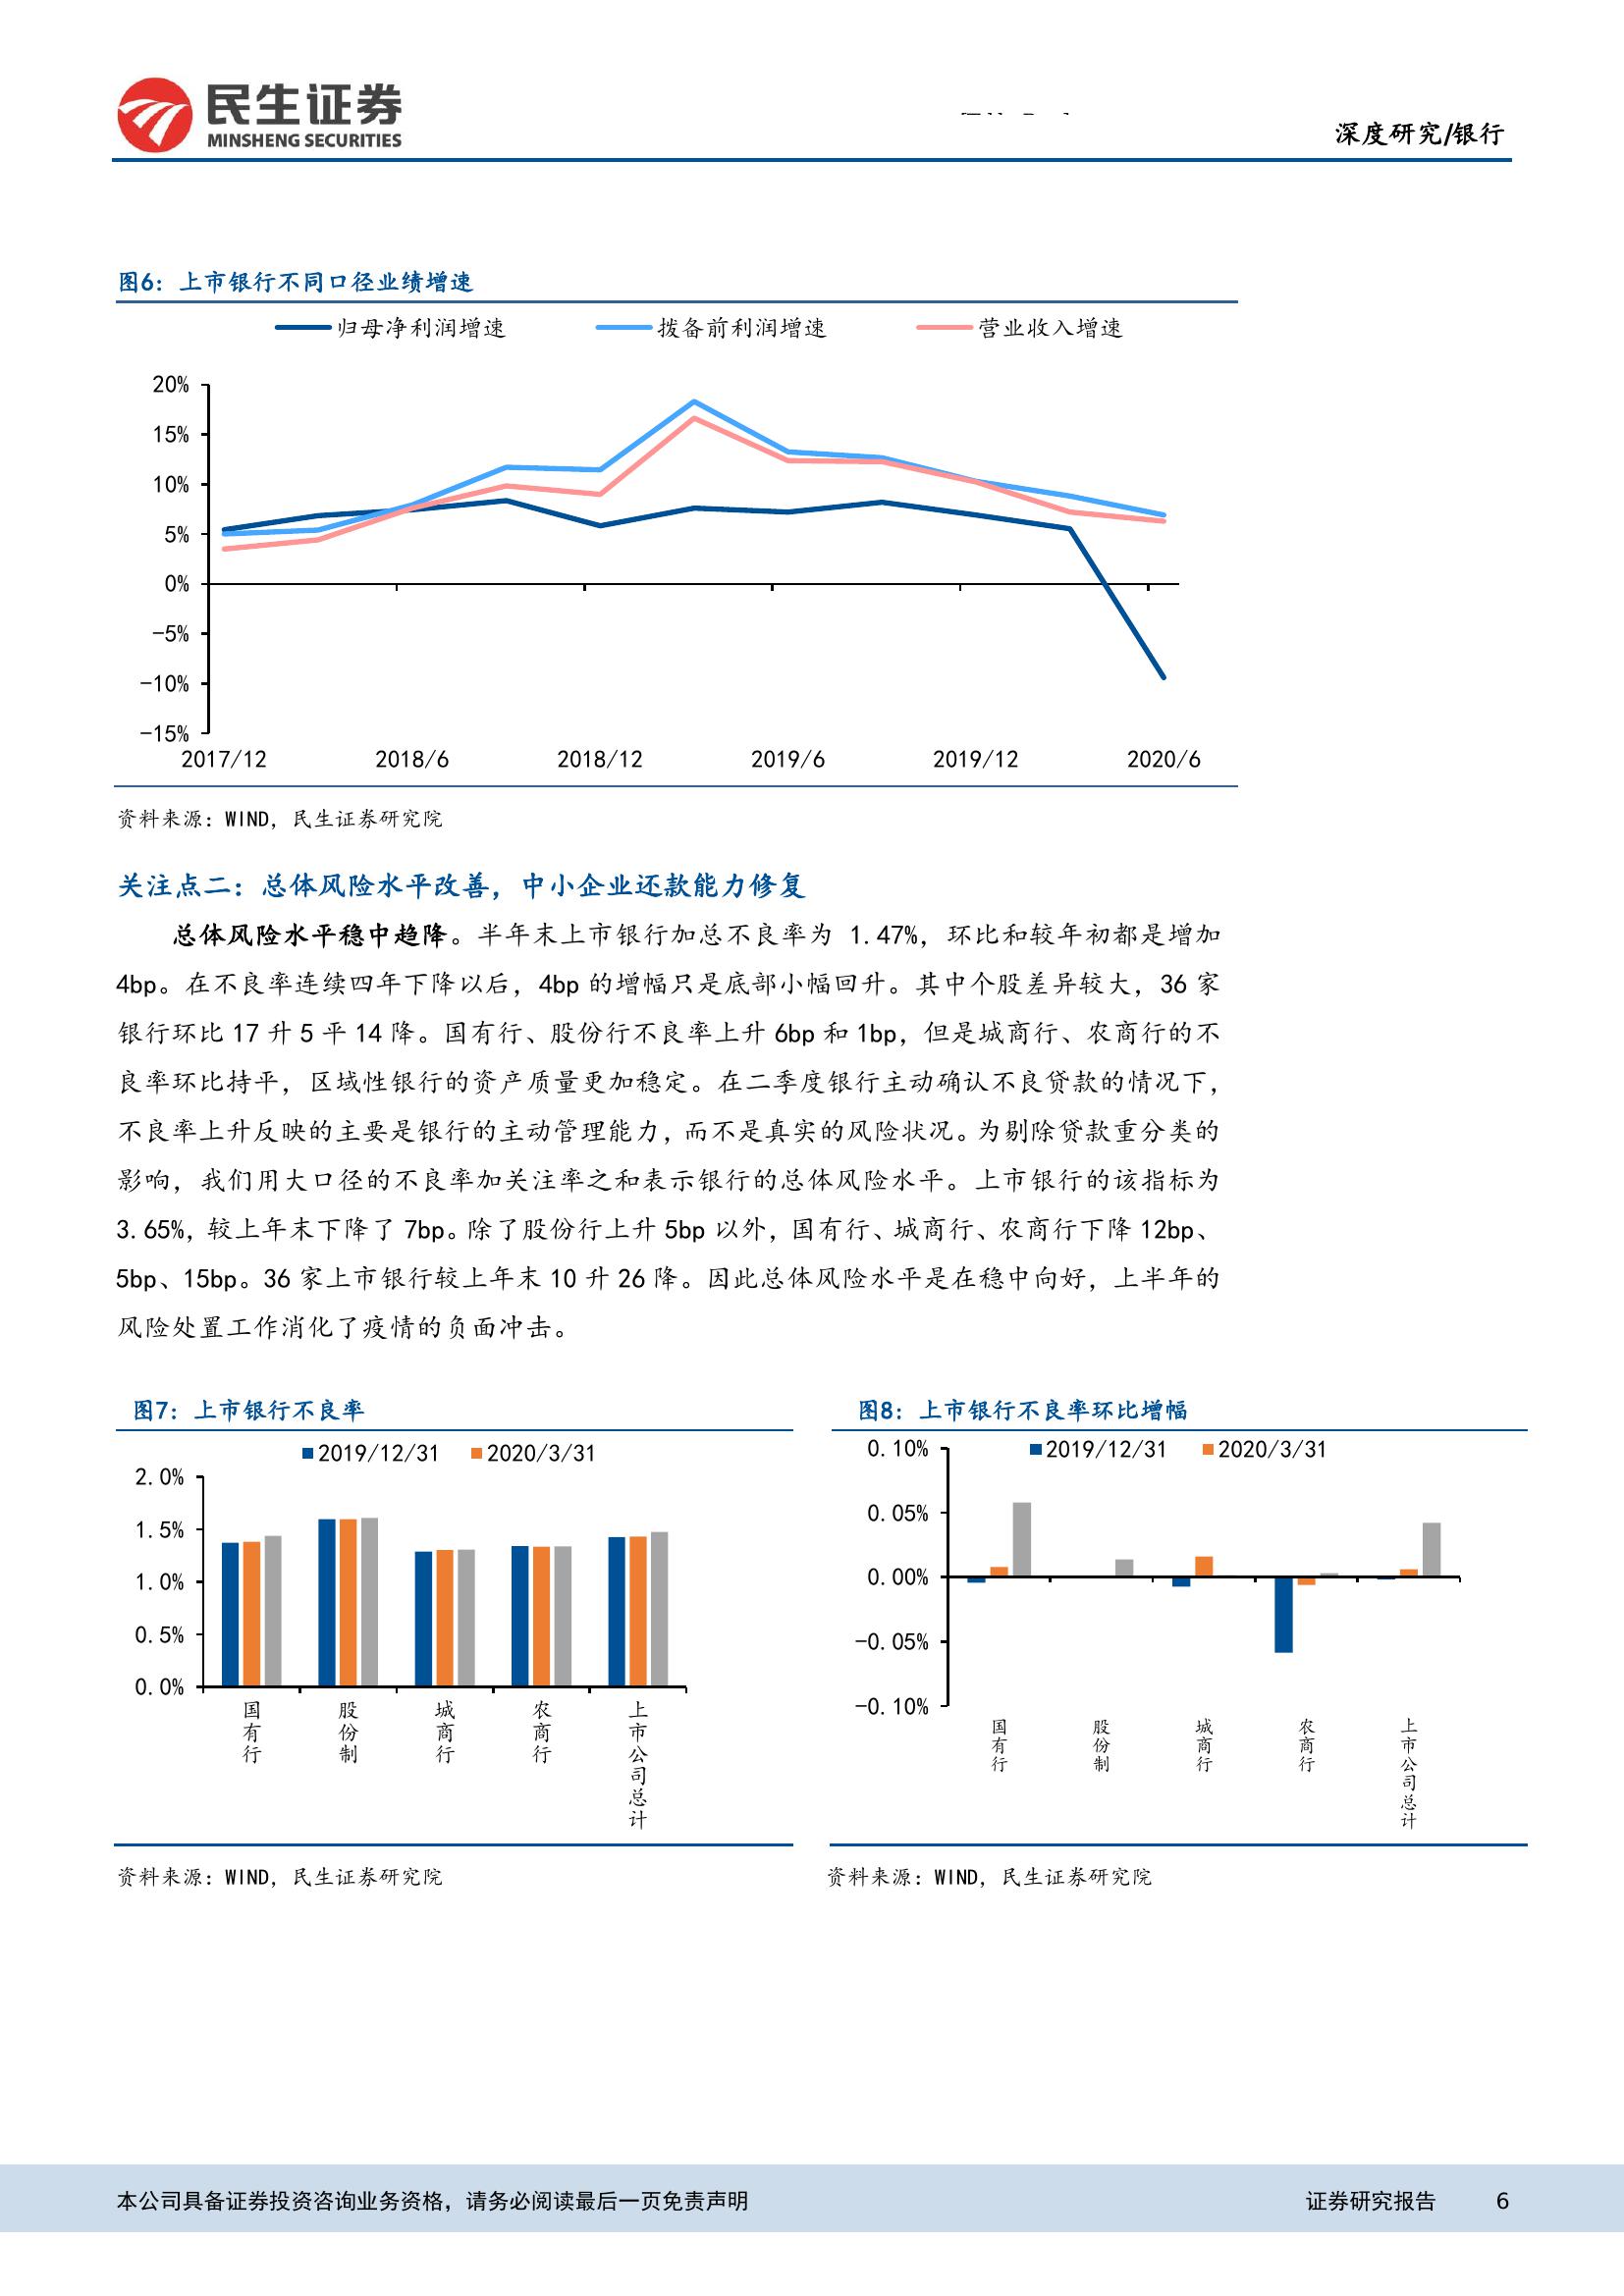 民生证券
MINSHENG SECURITIES
深度研究/银行
图6：上市银行不同口径业绩增速
归母净利润增速 拨备前利润增速 营业收入增速
20%
15%
10%
5%
0%
-5%
-10%
-15%
2017/12 2018/6 2018/12 2019/6 2019/12 2020/6
资料来源：WIND，民生证券研究院
关注点二：总体风险水平改善，中小企业还款能力修复
总体风险水平稳中趋降。半年末上市银行加总不良率为 1.47%，环比和较年初都是增加
4bp。在不良率连续四年下降以后，4bp 的增幅只是底部小幅回升。其中个股差异较大，36 家
银行环比 17 升 5 平 14 降。国有行、股份行不良率上升 6bp 和 1bp，但是城商行、农商行的不
良率环比持平，区域性银行的资产质量更加稳定。在二季度银行主动确认不良贷款的情况下，
不良率上升反映的主要是银行的主动管理能力，而不是真实的风险状况。为剔除贷款重分类的
影响，我们用大口径的不良率加关注率之和表示银行的总体风险水平。上市银行的该指标为
3.65%，较上年末下降了 7bp。除了股份行上升 5bp 以外，国有行、城商行、农商行下降 12bp、
5bp、15bp。36 家上市银行较上年末 10 升 26 降。因此总体风险水平是在稳中向好，上半年的
风险处置工作消化了疫情的负面冲击。
图7：上市银行不良率
2019/12/31 2020/3/31
2.0%
1.5%
1.0%
0.5%
0.0%
国有行 股份制 城商行 农商行 上市公司总计
资料来源：WIND，民生证券研究院
图8：上市银行不良率环比增幅
2019/12/31 2020/3/31
0.10%
0.05%
0.00%
-0.05%
-0.10%
国有行 股份制 城商行 农商行 上市公司总计
资料来源：WIND，民生证券研究院
本公司具备证券投资咨询业务资格，请务必阅读最后一页免责声明 证券研究报告 6